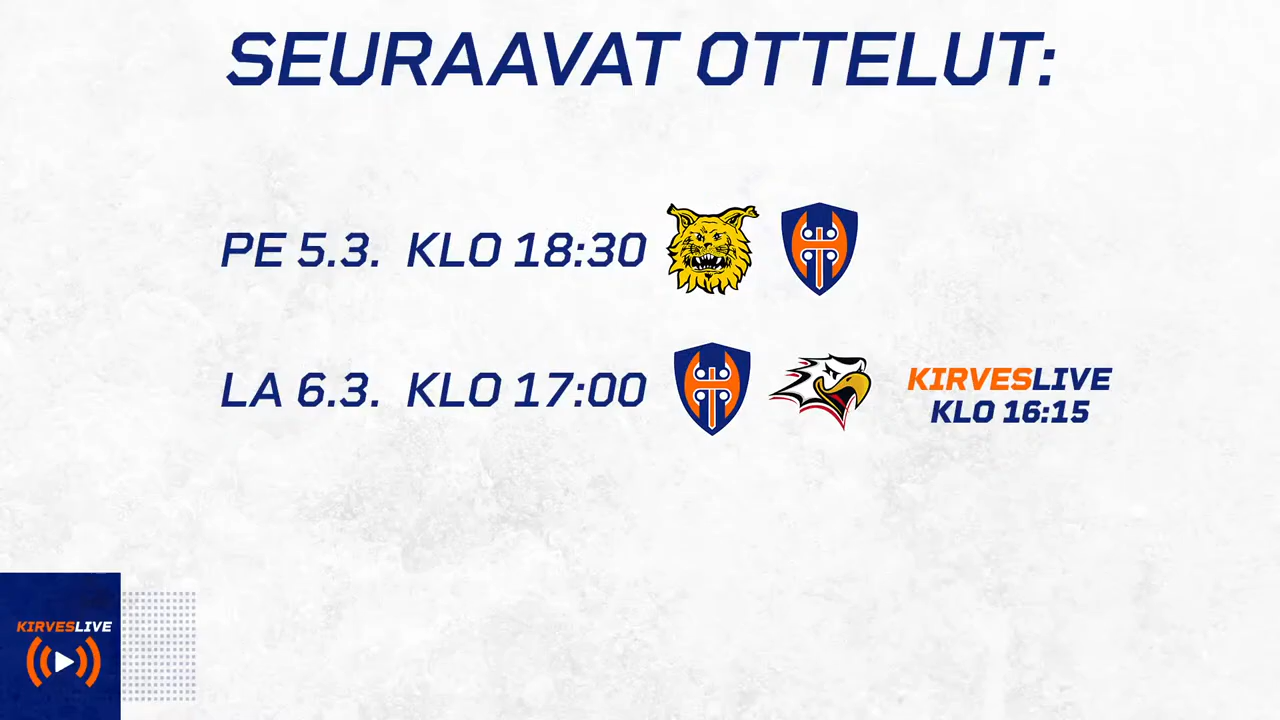 SEURAAVAT OTTELUT:
PE 5.3. KLO 18:30
LA 6.3. KLO 17:00
KIRVESLIVE
KLO 16:15
KIRVESLIVE